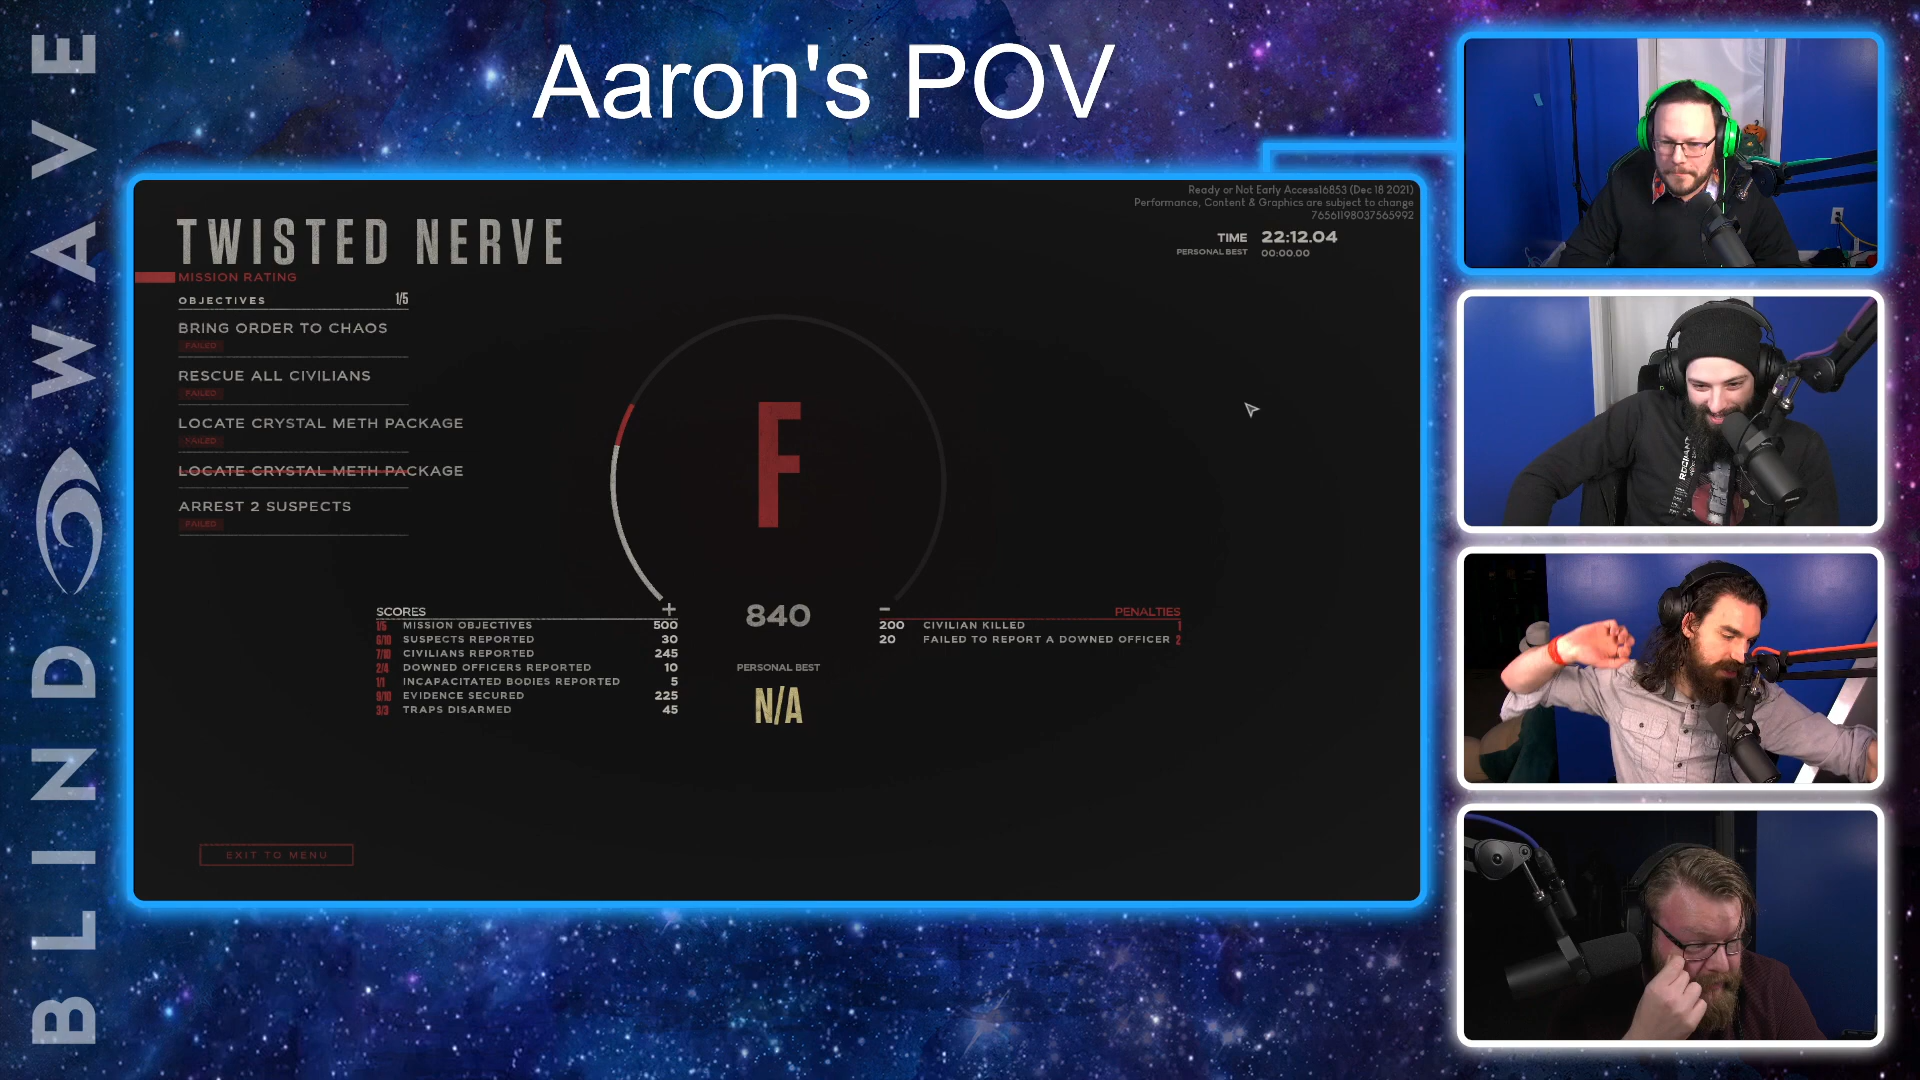 BLIND WAVE
Aaron's POV
Ready or Not Early Access16853 (Dec 18 2021)
Performance, Content & Graphics are subject to change
76561198037565992
TWISTED NERVE
MISSION RATING
TIME 22:12.04
PERSONAL BEST 00:00.00
OBJECTIVES 1/5
BRING ORDER TO CHAOS
FAILED
RESCUE ALL CIVILIANS
FAILED
LOCATE CRYSTAL METH PACKAGE
FAILED
LOCATE CRYSTAL METH PACKAGE
ARREST 2 SUSPECTS
FAILED
F
840
PERSONAL BEST
N/A
SCORES +
1/5 MISSION OBJECTIVES 500
6/10 SUSPECTS REPORTED 30
7/10 CIVILIANS REPORTED 245
2/4 DOWNED OFFICERS REPORTED 10
1/1 INCAPACITATED BODIES REPORTED 5
EVIDENCE SECURED 225
3/3 TRAPS DISARMED 45
− PENALTIES
200 CIVILIAN KILLED 1
20 FAILED TO REPORT A DOWNED OFFICER 2
EXIT TO MENU